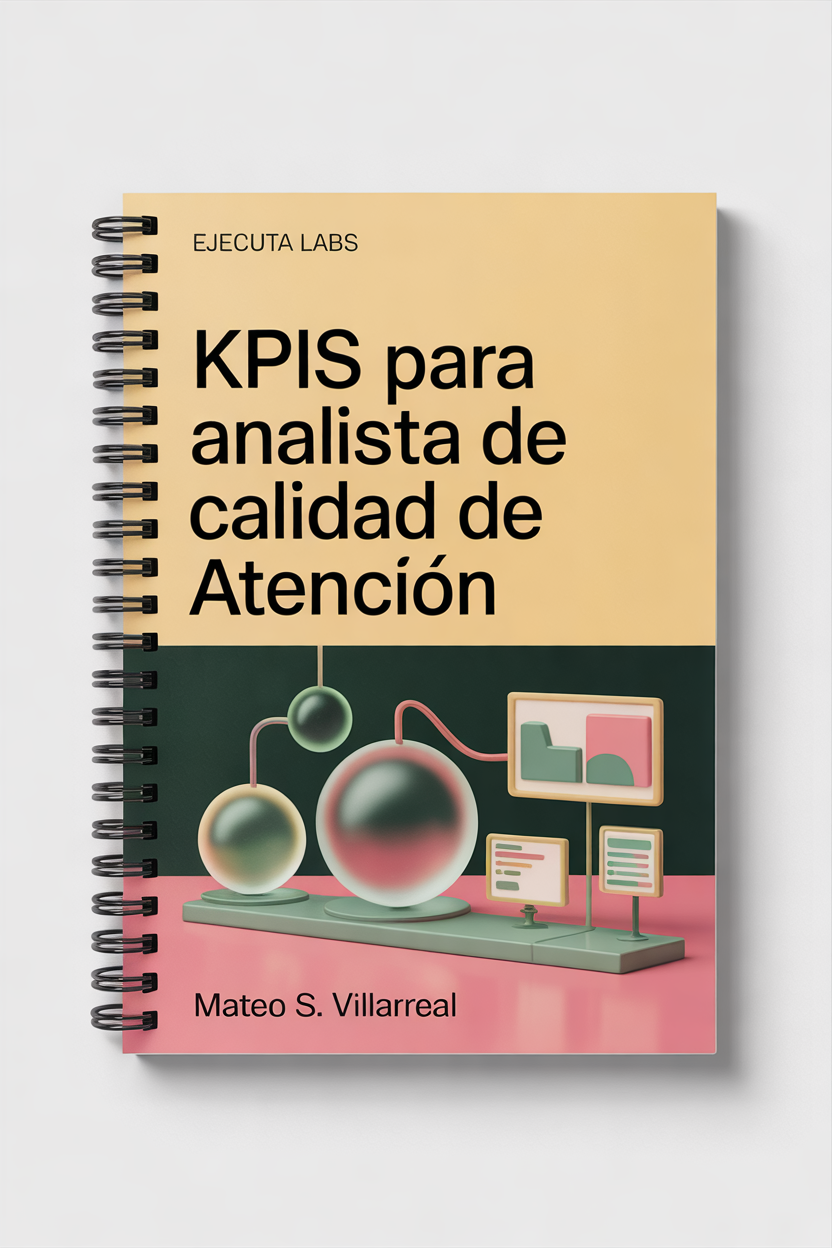 EJECUTA LABS
KPIS para
analista de
calidad de
Atención
Mateo S. Villarreal